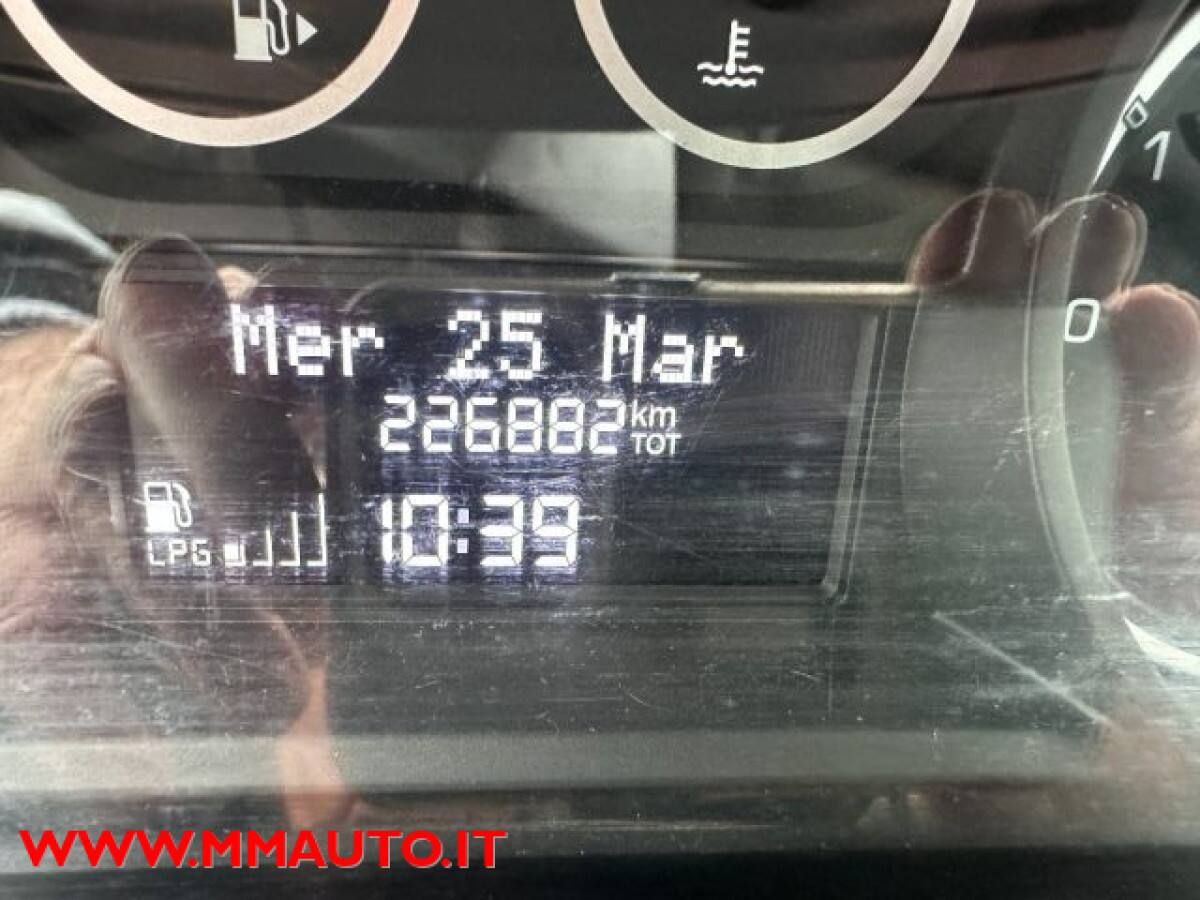 1
0
Mer 25 Mar
226882 km TOT
LPG 10:39
WWW.MMAUTO.IT